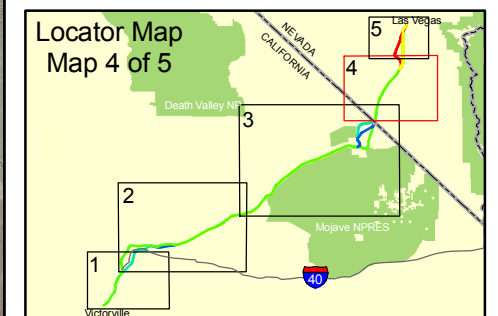 Locator Map
Map 4 of 5
Las Vegas
5
NEVADA
CALIFORNIA
4
Death Valley NP
3
2
Mojave NPRES
1
40
Victorville